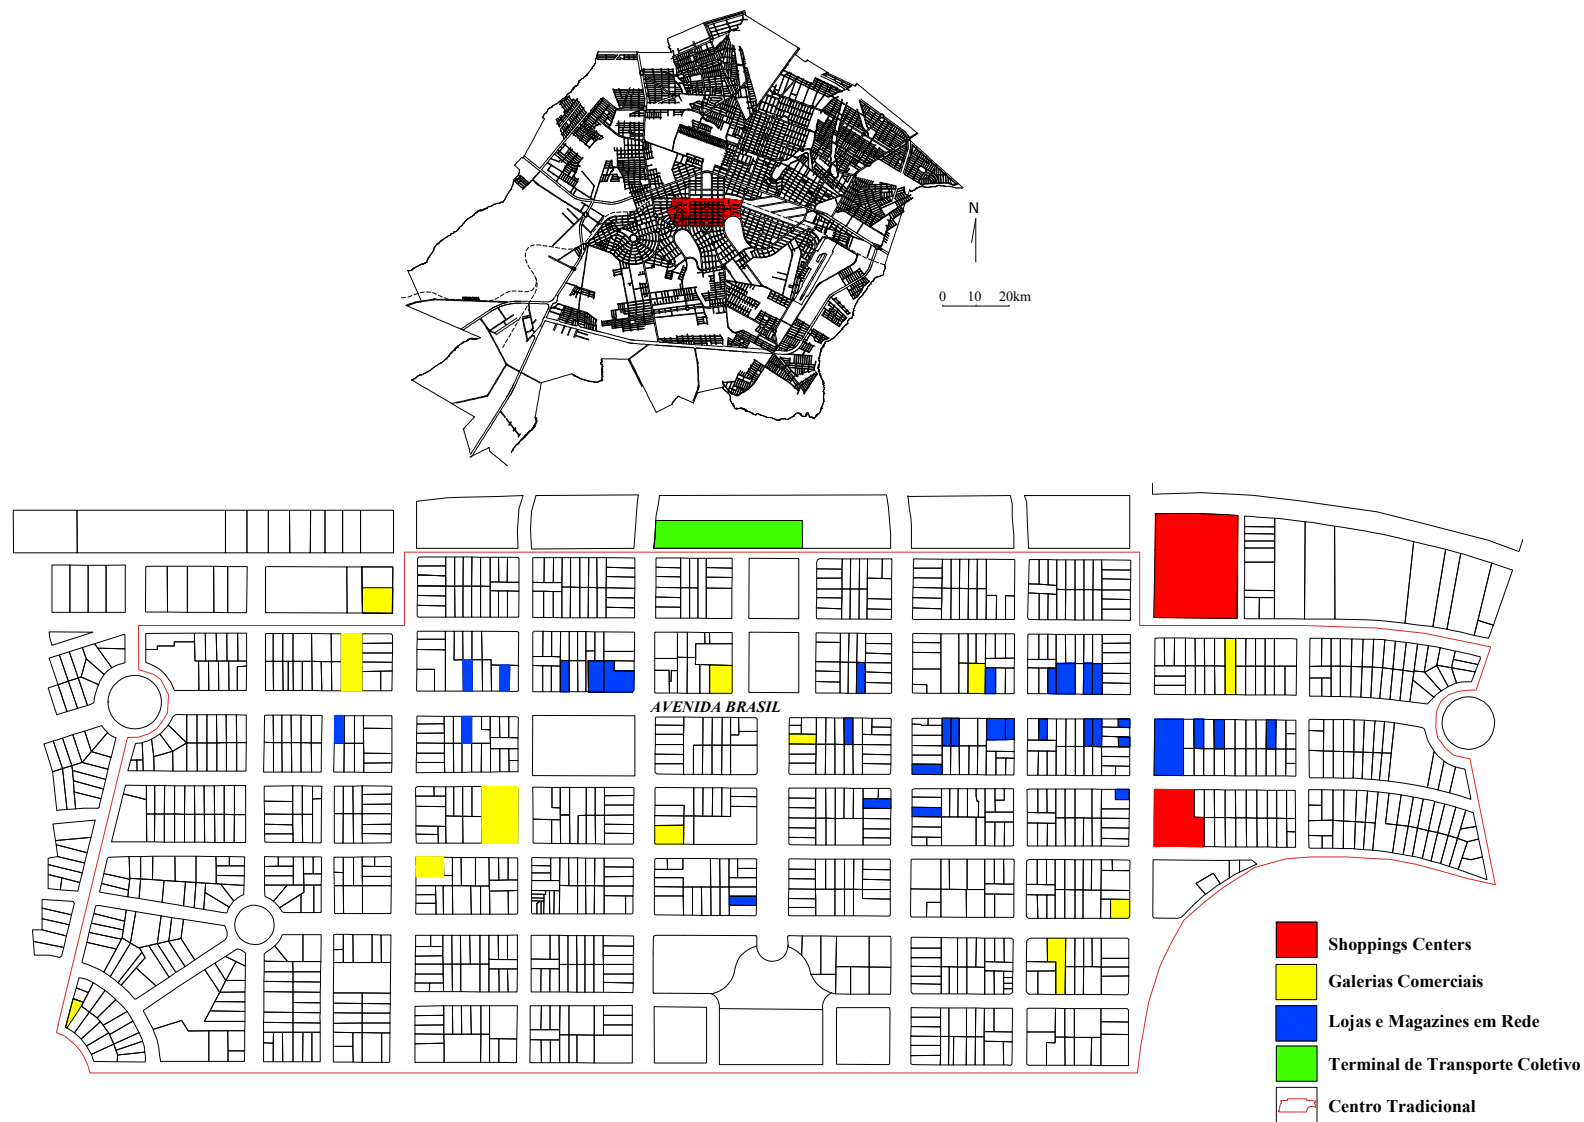 N
0 10 20km
AVENIDA BRASIL
Shoppings Centers
Galerias Comerciais
Lojas e Magazines em Rede
Terminal de Transporte Coletivo
Centro Tradicional